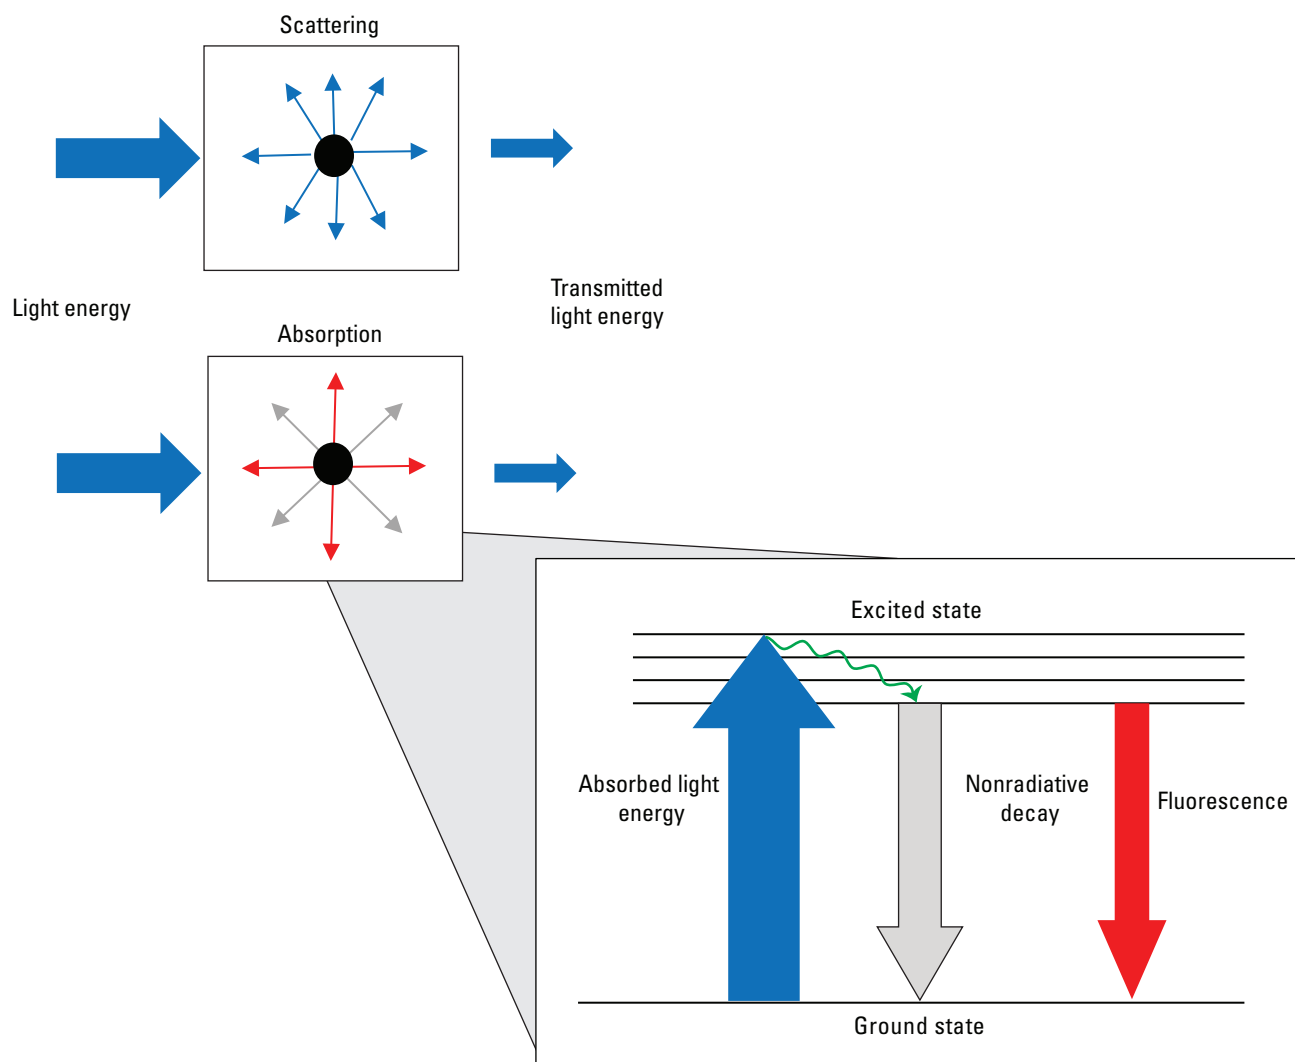 Scattering
Light energy
Transmitted
light energy
Absorption
Excited state
Absorbed light
energy
Nonradiative
decay
Fluorescence
Ground state